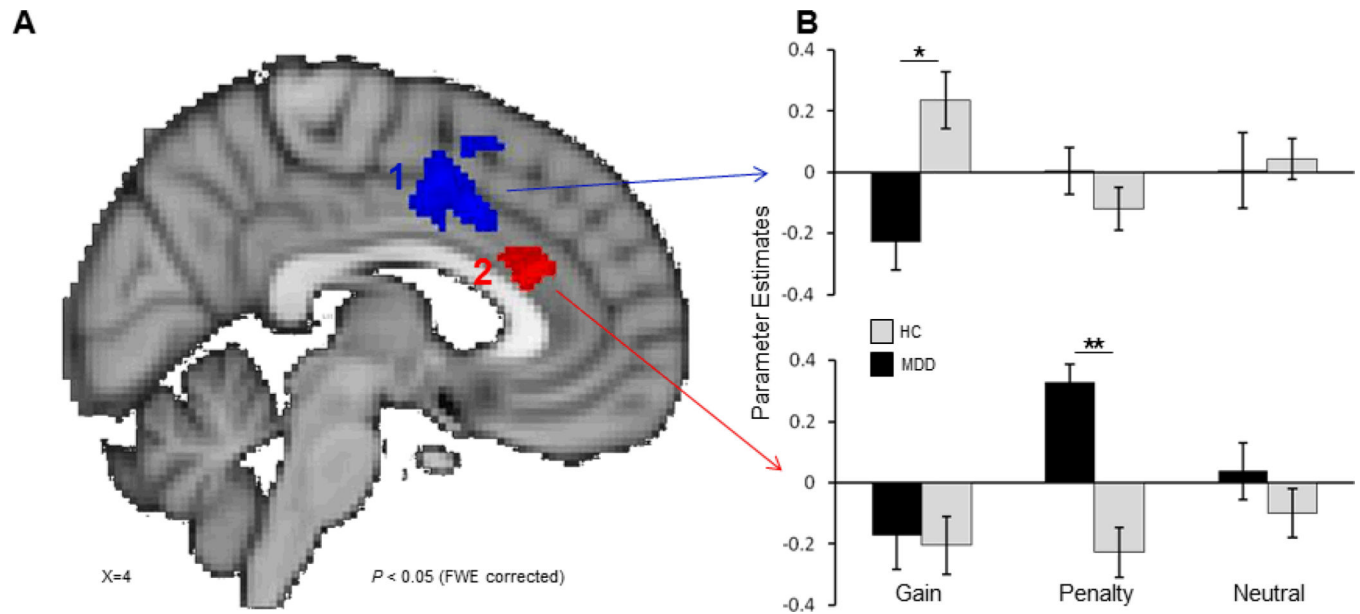 A
B
1
2
X=4
P < 0.05 (FWE corrected)
Parameter Estimates
0.4
0.2
0
-0.2
-0.4
*
HC
MDD
0.4
0.2
0
-0.2
-0.4
**
Gain
Penalty
Neutral